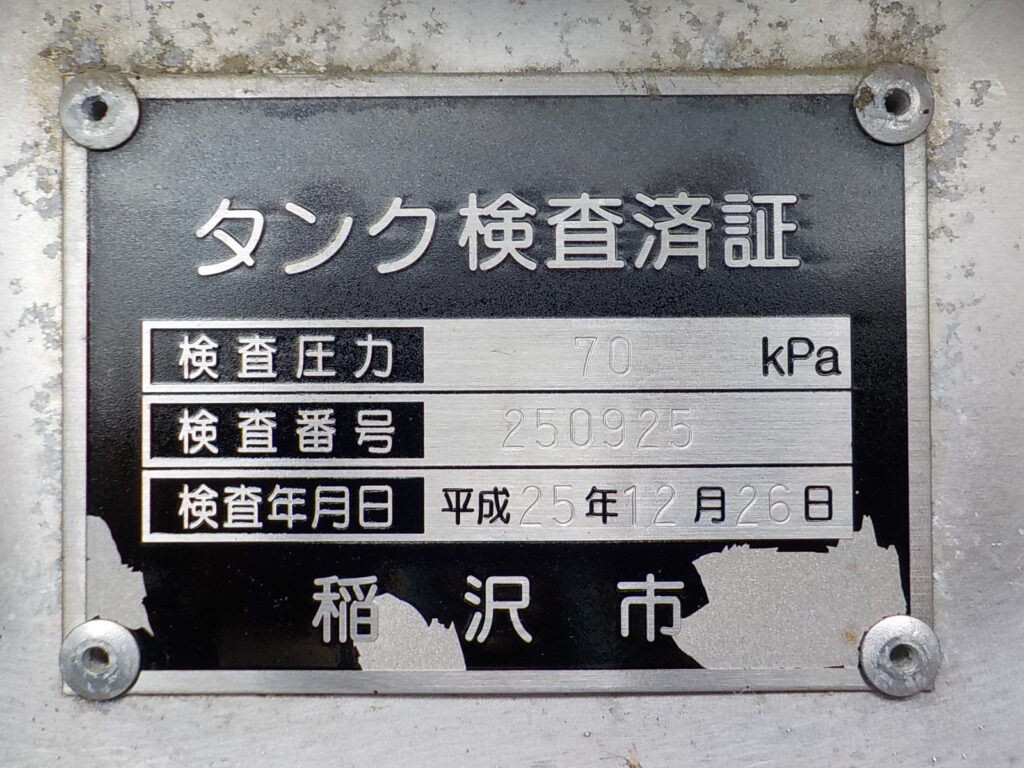 タンク検査済証
検査圧力 70 kPa
検査番号 250925
検査年月日 平成25年12月26日
稲沢市